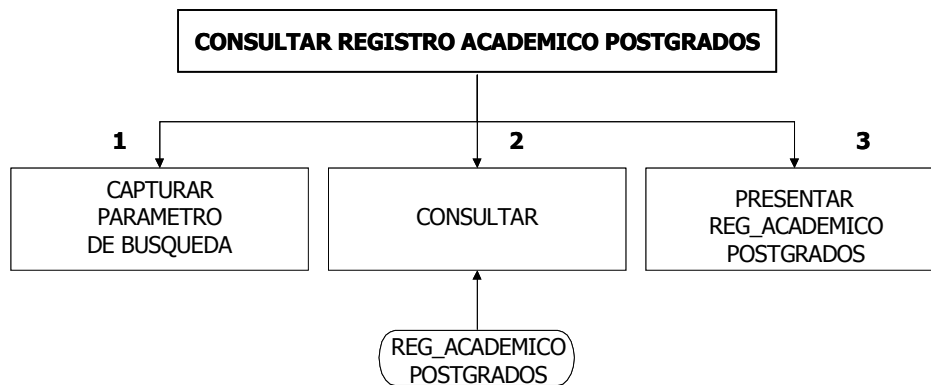 CONSULTAR REGISTRO ACADEMICO POSTGRADOS
1
2
3
CAPTURAR
PARAMETRO
DE BUSQUEDA
CONSULTAR
PRESENTAR
REG_ACADEMICO
POSTGRADOS
REG_ACADEMICO
POSTGRADOS